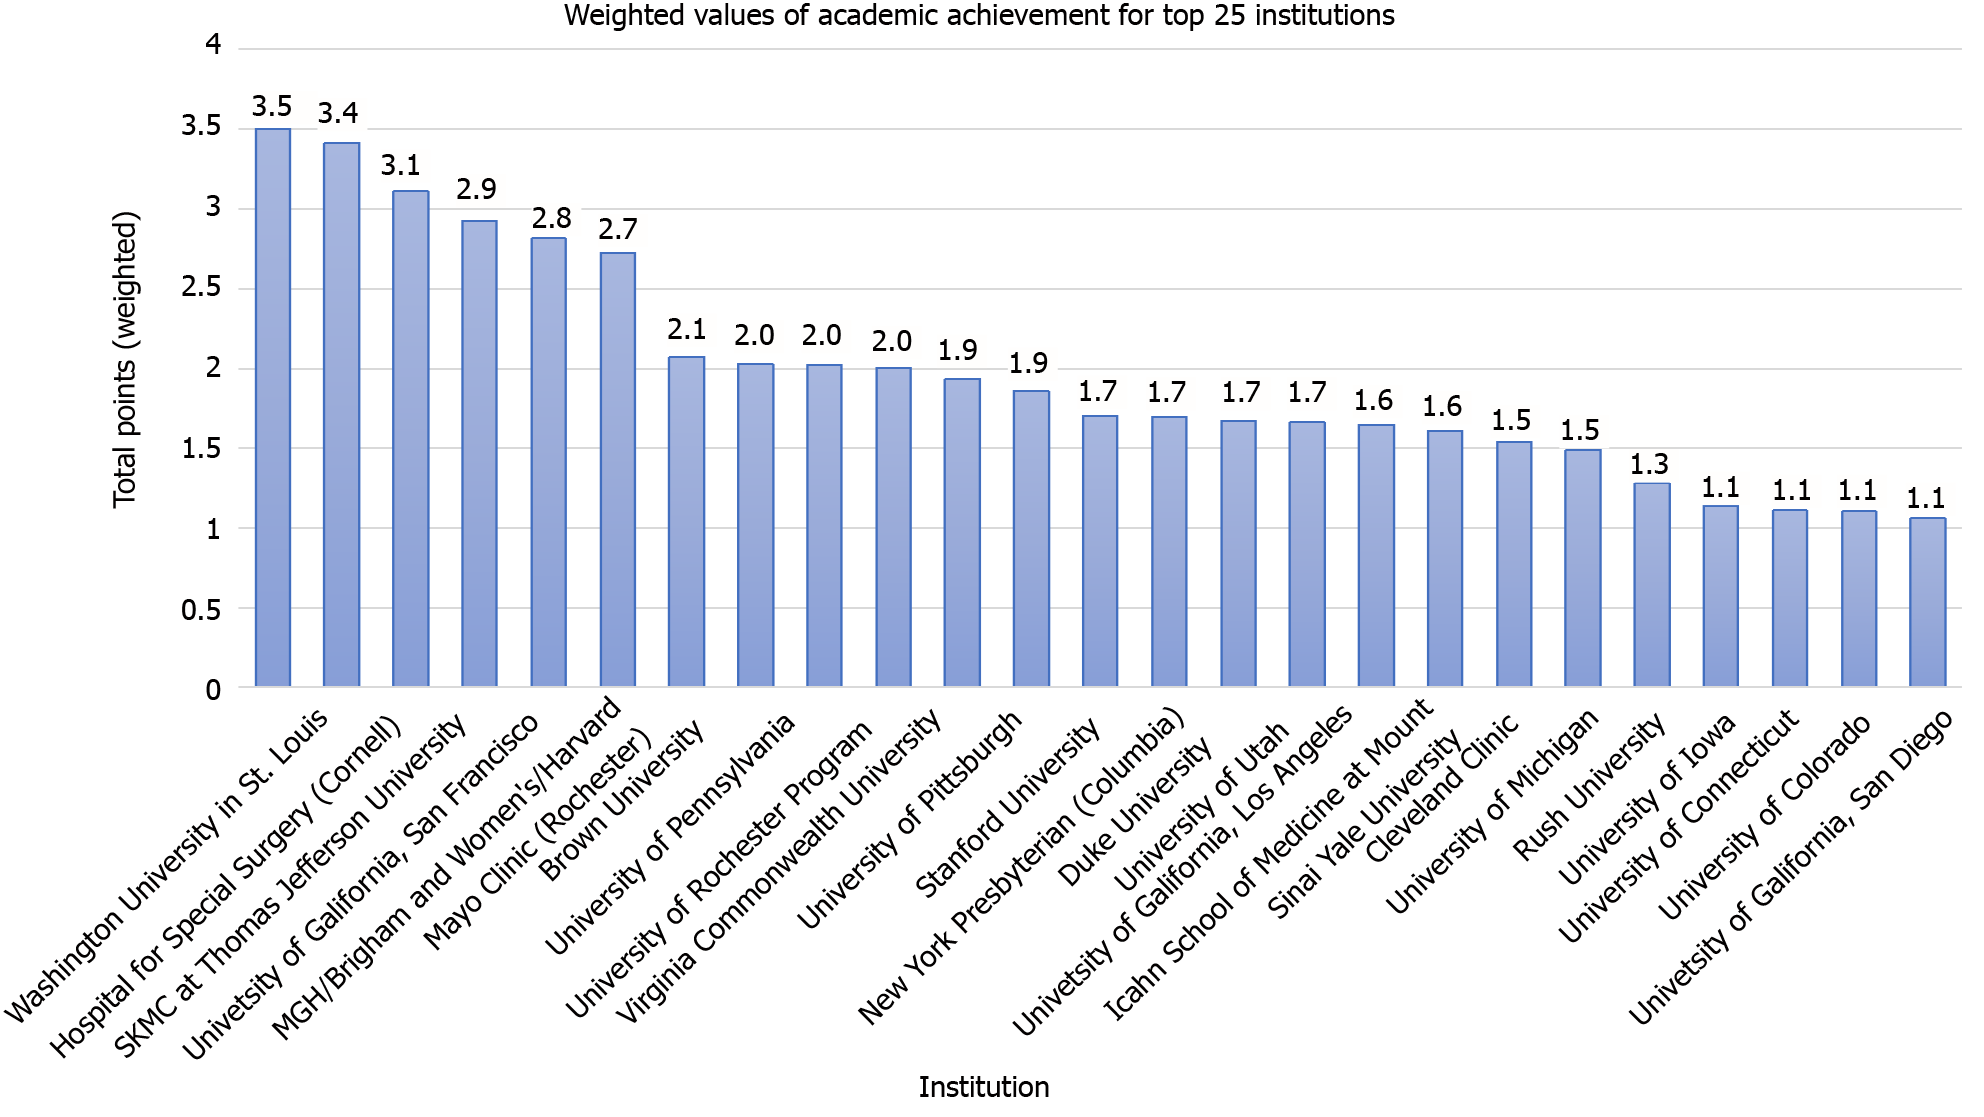 Weighted values of academic achievement for top 25 institutions
Total points (weighted)
4
3.5
3
2.5
2
1.5
1
0.5
0
3.5
3.4
3.1
2.9
2.8
2.7
2.1
2.0
2.0
2.0
1.9
1.9
1.7
1.7
1.7
1.7
1.6
1.6
1.5
1.5
1.3
1.1
1.1
1.1
1.1
Washington University in St. Louis
Hospital for Special Surgery (Cornell)
SKMC at Thomas Jefferson University
Univetsity of Galifornia, San Francisco
MGH/Brigham and Women's/Harvard
Mayo Clinic (Rochester)
Brown University
University of Pennsylvania
University of Rochester Program
Virginia Commonwealth University
University of Pittsburgh
Stanford University
New York Presbyterian (Columbia)
Duke University
University of Utah
Univetsity of Galifornia, Los Angeles
Icahn School of Medicine at Mount
Sinai Yale University
Cleveland Clinic
University of Michigan
Rush University
University of Iowa
University of Connecticut
University of Colorado
Univetsity of Galifornia, San Diego
Institution